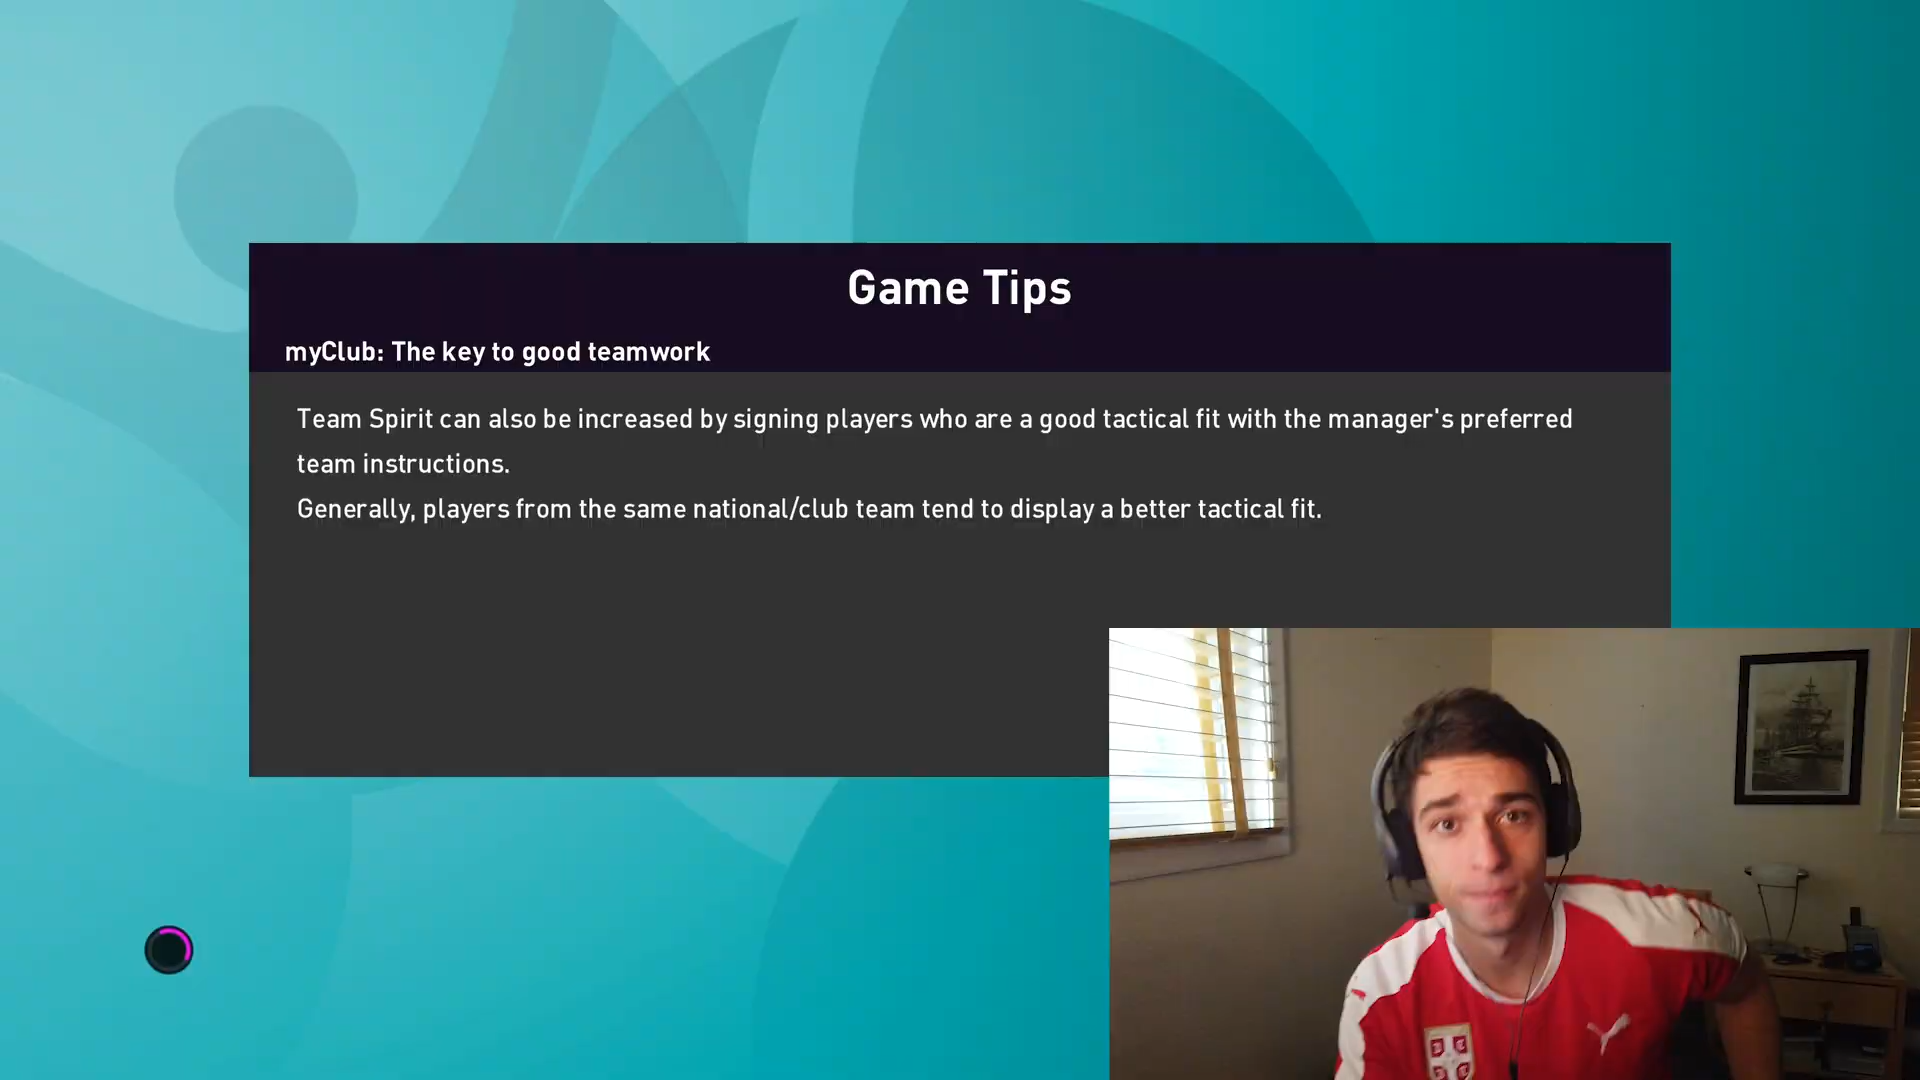 Game Tips
myClub: The key to good teamwork
Team Spirit can also be increased by signing players who are a good tactical fit with the manager's preferred
team instructions.
Generally, players from the same national/club team tend to display a better tactical fit.